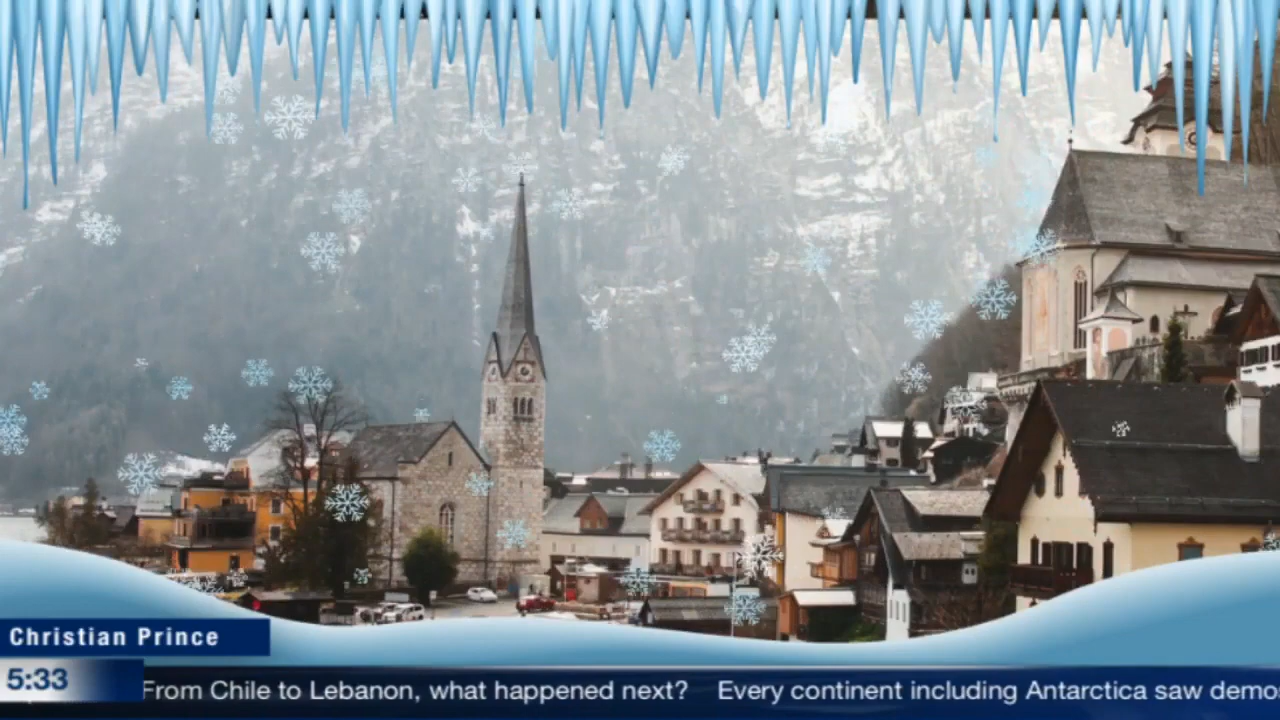 Christian Prince
5:33
From Chile to Lebanon, what happened next? Every continent including Antarctica saw